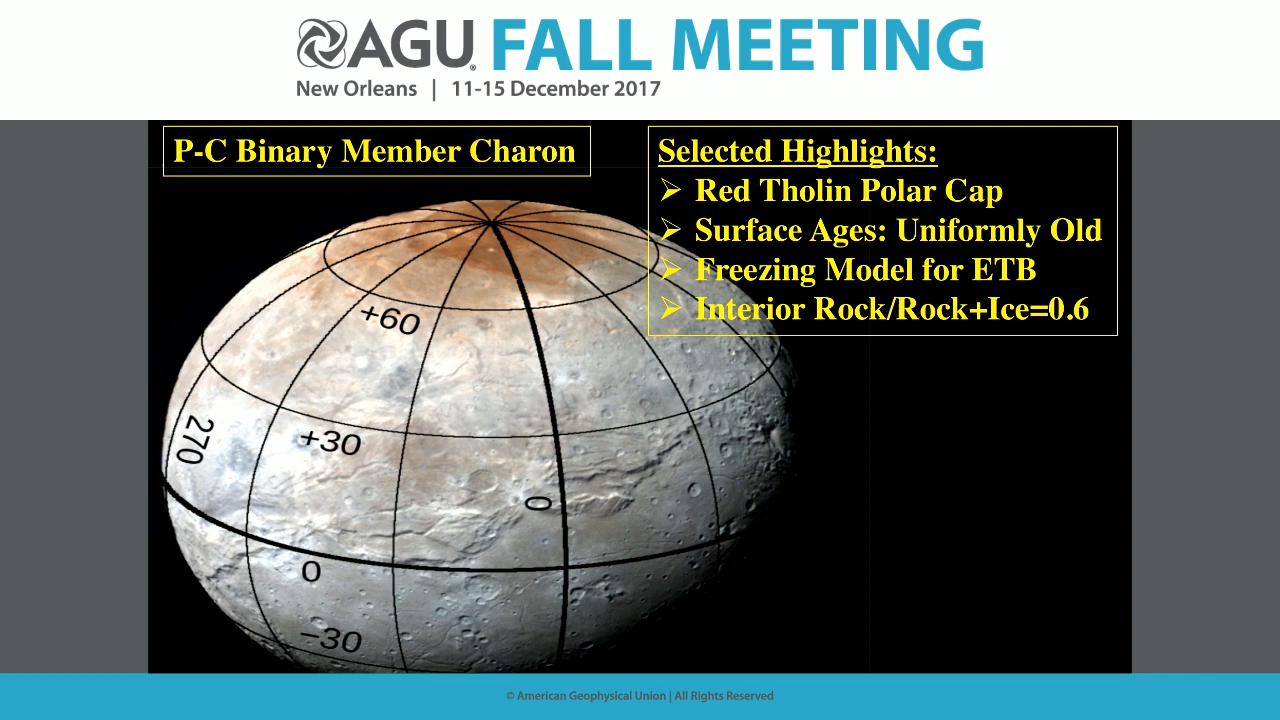 AGU FALL MEETING
New Orleans | 11-15 December 2017
P-C Binary Member Charon
Selected Highlights:
➢ Red Tholin Polar Cap
➢ Surface Ages: Uniformly Old
➢ Freezing Model for ETB
➢ Interior Rock/Rock+Ice=0.6
+60
270
+30
0
0
−30
© American Geophysical Union | All Rights Reserved